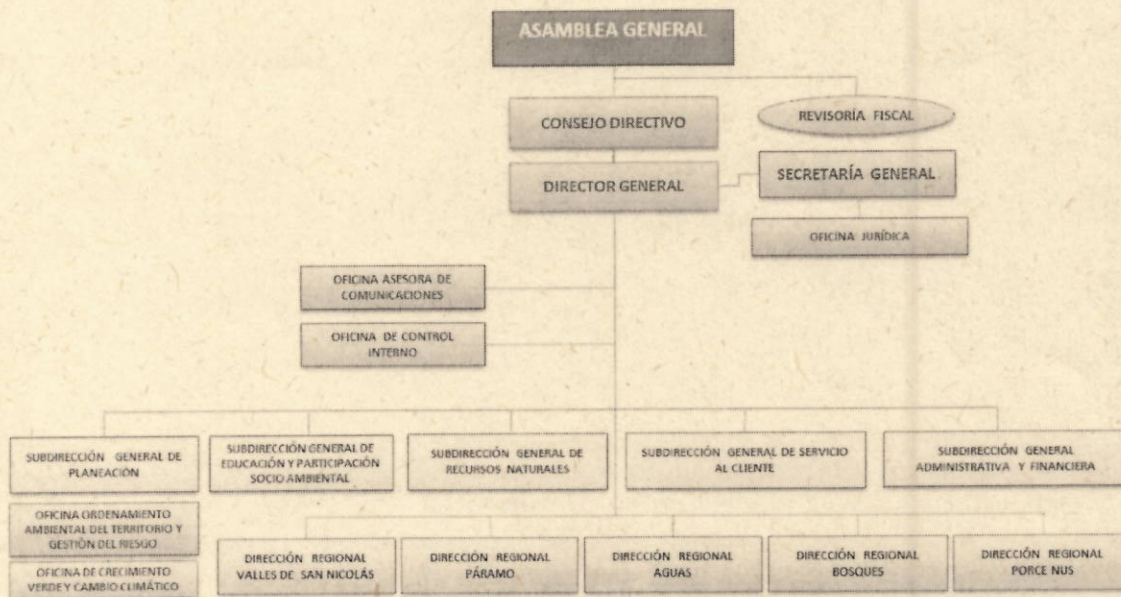 ASAMBLEA GENERAL
CONSEJO DIRECTIVO
REVISORÍA FISCAL
DIRECTOR GENERAL
SECRETARÍA GENERAL
OFICINA JURÍDICA
OFICINA ASESORA DE
COMUNICACIONES
OFICINA DE CONTROL
INTERNO
SUBDIRECCIÓN GENERAL DE
PLANEACIÓN
SUBDIRECCIÓN GENERAL DE
EDUCACIÓN Y PARTICIPACIÓN
SOCIO AMBIENTAL
SUBDIRECCIÓN GENERAL DE
RECURSOS NATURALES
SUBDIRECCIÓN GENERAL DE SERVICIO
AL CLIENTE
SUBDIRECCIÓN GENERAL
ADMINISTRATIVA Y FINANCIERA
OFICINA ORDENAMIENTO
AMBIENTAL DEL TERRITORIO Y
GESTIÓN DEL RIESGO
OFICINA DE CRECIMIENTO
VERDE Y CAMBIO CLIMÁTICO
DIRECCIÓN REGIONAL
VALLES DE SAN NICOLÁS
DIRECCIÓN REGIONAL
PÁRAMO
DIRECCIÓN REGIONAL
AGUAS
DIRECCIÓN REGIONAL
BOSQUES
DIRECCIÓN REGIONAL
PORCE NUS